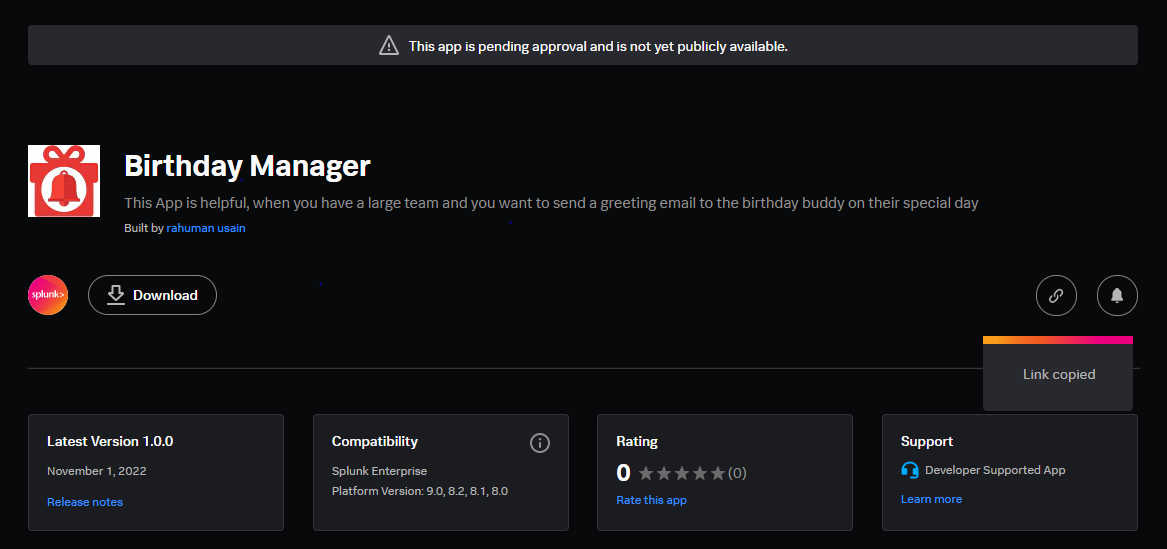 This app is pending approval and is not yet publicly available.
Birthday Manager
This App is helpful, when you have a large team and you want to send a greeting email to the birthday buddy on their special day
Built by rahuman usain
splunk>
Download
Link copied
Latest Version 1.0.0
November 1, 2022
Release notes
Compatibility
Splunk Enterprise
Platform Version: 9.0, 8.2, 8.1, 8.0
Rating
0 (0)
Rate this app
Support
Developer Supported App
Learn more